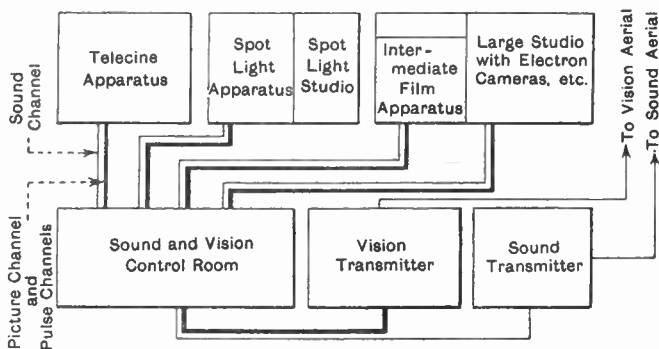 Telecine
Apparatus
Spot
Light
Apparatus
Spot
Light
Studio
Inter-
mediate
Film
Apparatus
Large Studio
with Electron
Cameras, etc.
To Vision Aerial
To Sound Aerial
Sound
Channel
Picture Channel
and
Pulse Channels
Sound and Vision
Control Room
Vision
Transmitter
Sound
Transmitter